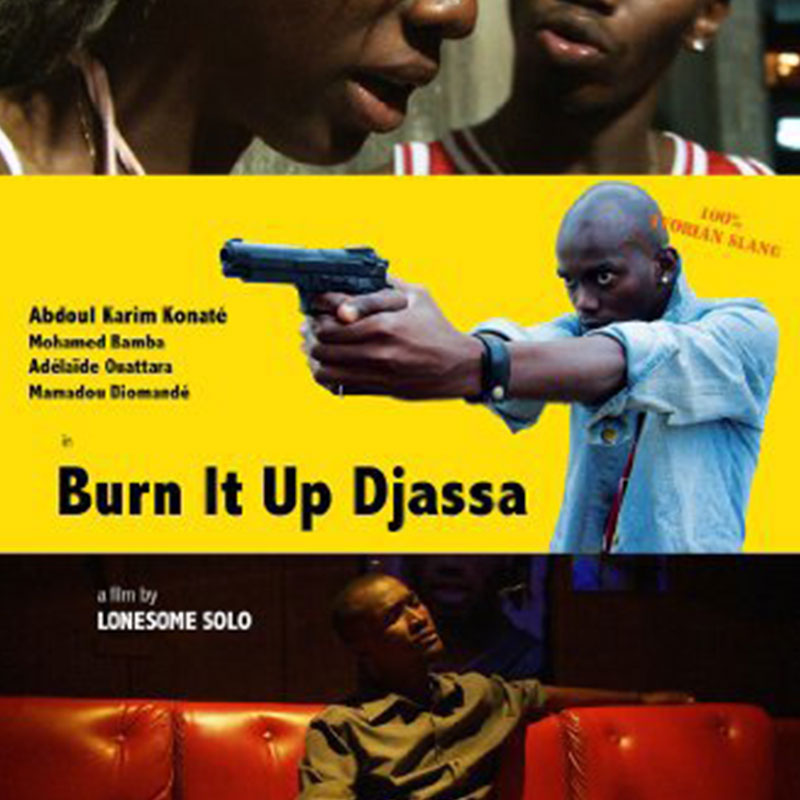 100%
IVORIAN SLANG
Abdoul Karim Konaté
Mohamed Bamba
Adélaïde Ouattara
Mamadou Diomandé
in
Burn It Up Djassa
a film by
LONESOME SOLO